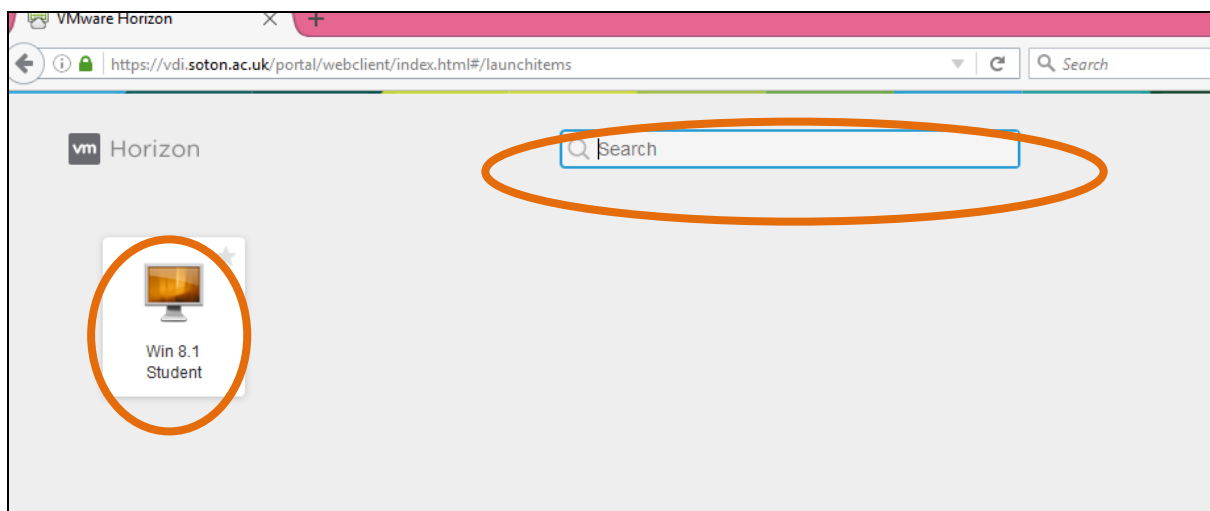 VMware Horizon
https://vdi.soton.ac.uk/portal/webclient/index.html#/launchitems
Search
vm Horizon
Search
Win 8.1
Student